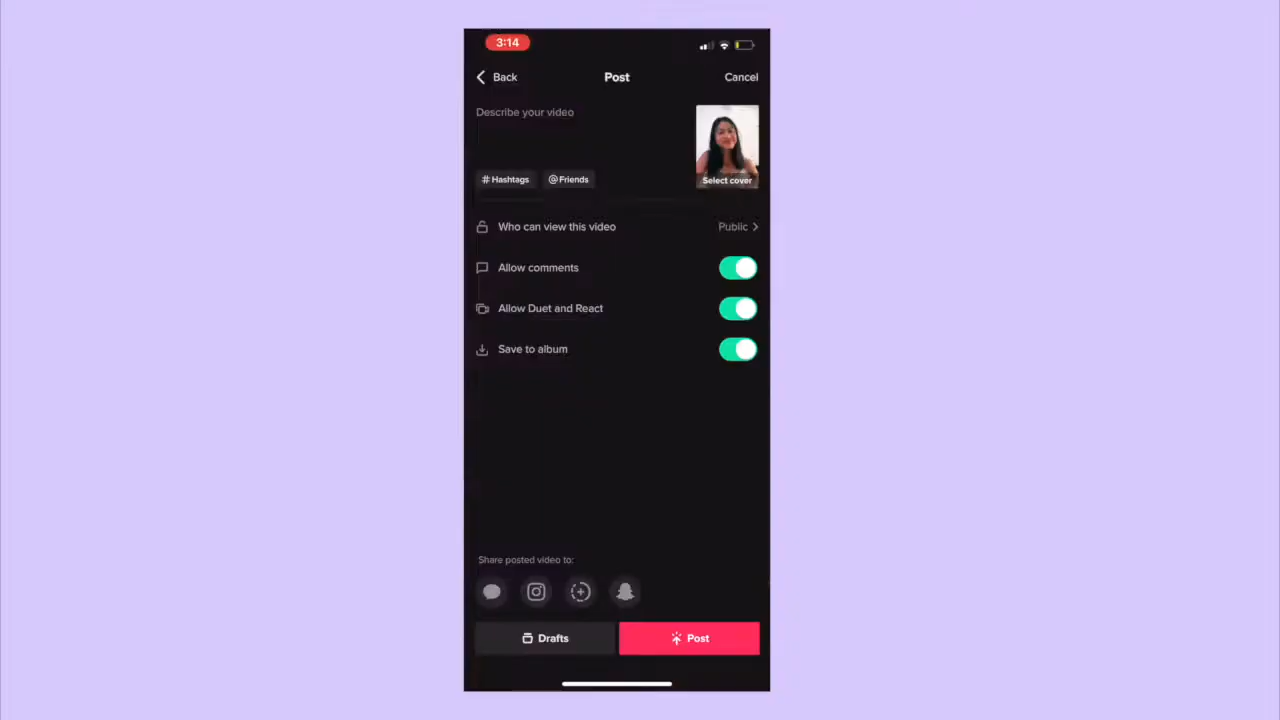 3:14
Back Post Cancel
Describe your video
Select cover
#Hashtags @Friends
Who can view this video Public
Allow comments
Allow Duet and React
Save to album
Share posted video to:
Drafts Post